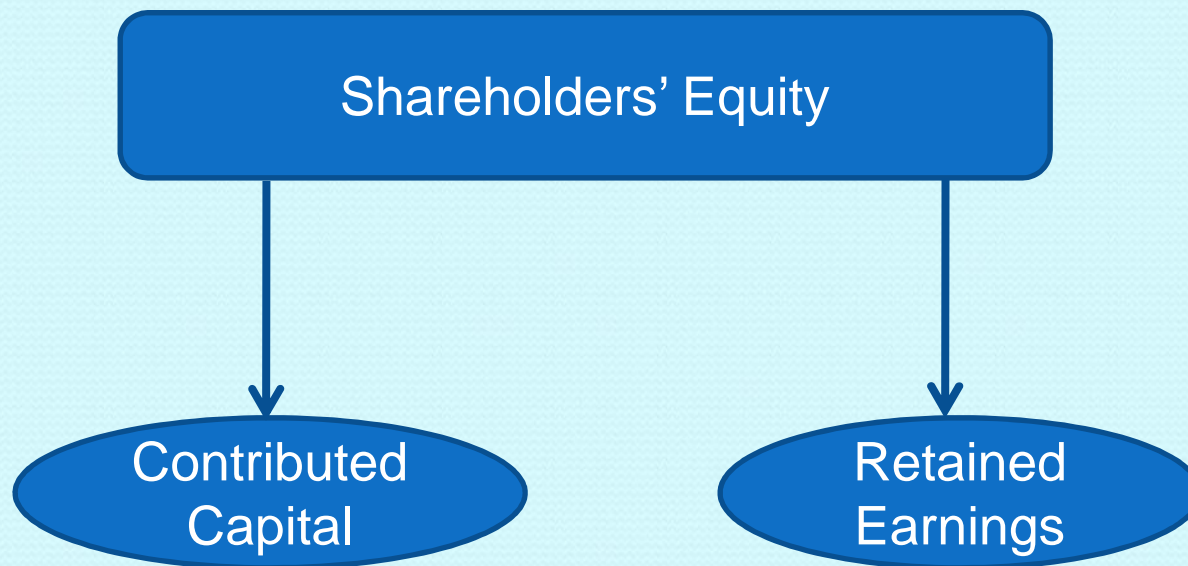 Shareholders’ Equity
Contributed
Capital
Retained
Earnings